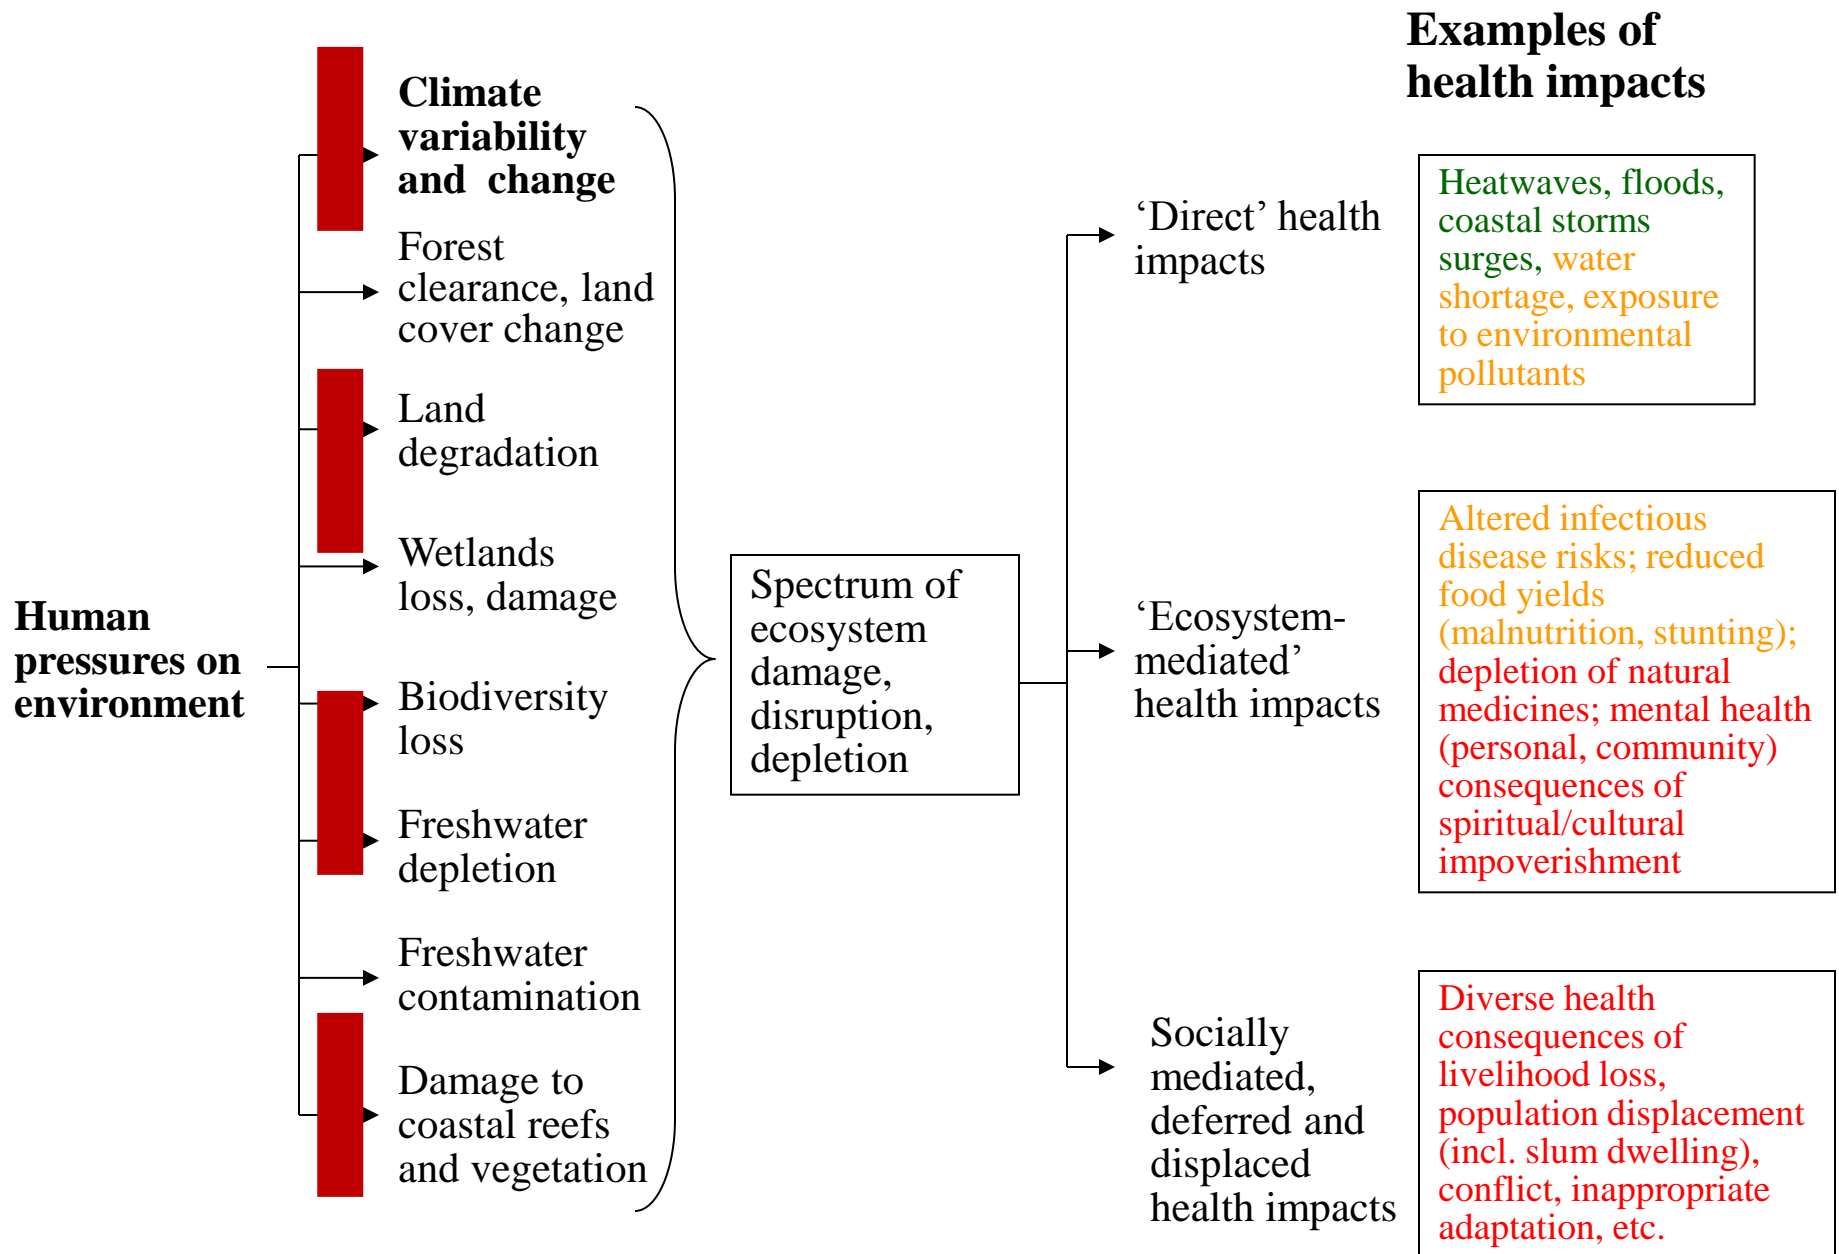 Examples of
health impacts
Human
pressures on
environment
Climate
variability
and  change
Forest
clearance, land
cover change
Land
degradation
Wetlands
loss, damage
Biodiversity
loss
Freshwater
depletion
Freshwater
contamination
Damage to
coastal reefs
and vegetation
Spectrum of
ecosystem
damage,
disruption,
depletion
‘Direct’ health
impacts
‘Ecosystem-
mediated’
health impacts
Socially
mediated,
deferred and
displaced
health impacts
Heatwaves, floods,
coastal storms
surges, water
shortage, exposure
to environmental
pollutants
Altered infectious
disease risks; reduced
food yields
(malnutrition, stunting);
depletion of natural
medicines; mental health
(personal, community)
consequences of
spiritual/cultural
impoverishment
Diverse health
consequences of
livelihood loss,
population displacement
(incl. slum dwelling),
conflict, inappropriate
adaptation, etc.